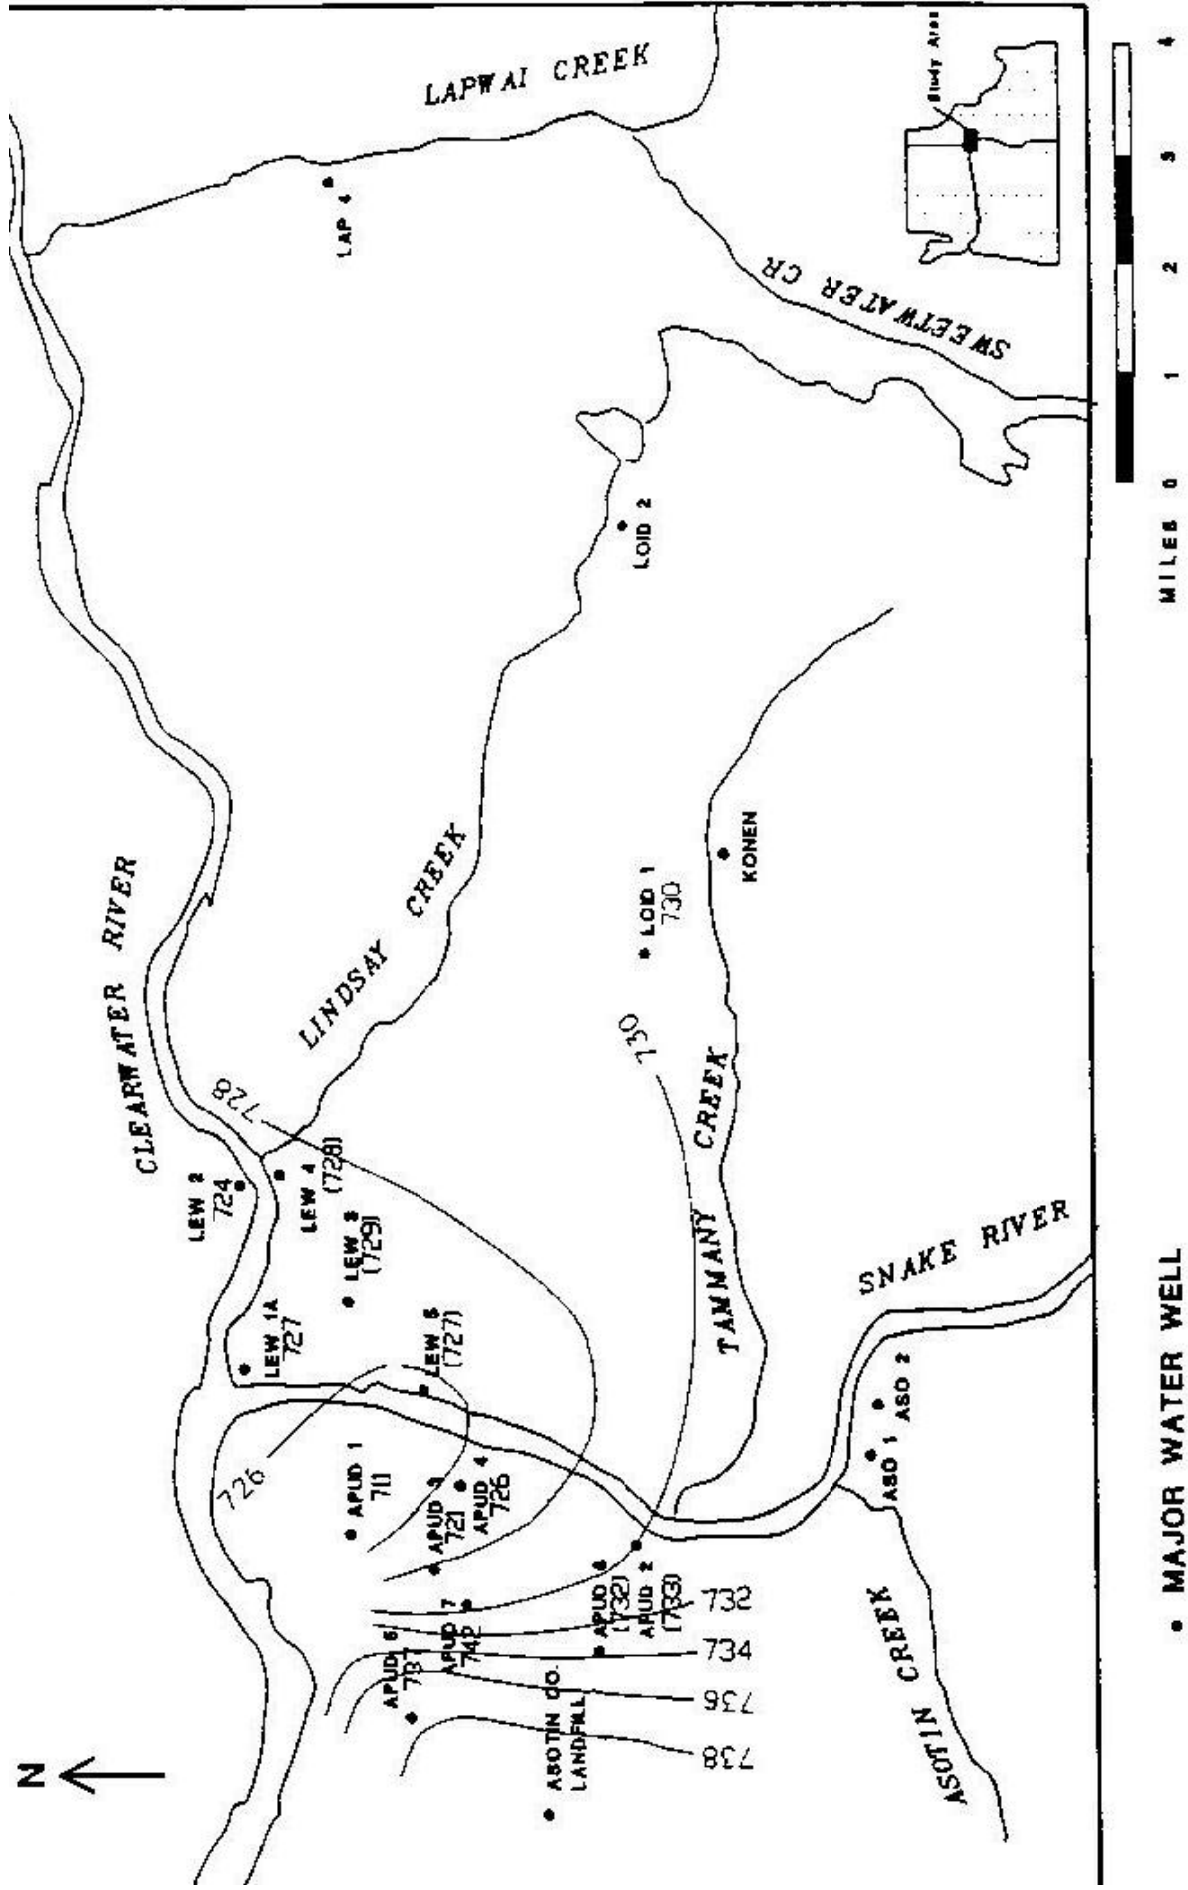 N
CLEARWATER RIVER
LAPWAI CREEK
LAP 4
LINDSAY CREEK
LEW 2
724
LEW 4
(728)
LEW 3
(729)
LEW 1A
727
LEW 5
(727)
728
726
APUD 1
711
APUD 3
721
APUD 4
726
APUD 7
742
APUD 5
737
APUD 6
(732)
APUD 2
(733)
ASOTIN CO.
LANDFILL
730
732
734
736
738
LOID 1
730
LOID 2
KONEN
TAMMANY CREEK
SWEETWATER CR
SNAKE RIVER
ASO 1
ASO 2
ASOTIN CREEK
Study Area
MILES 0 1 2 3 4
• MAJOR WATER WELL